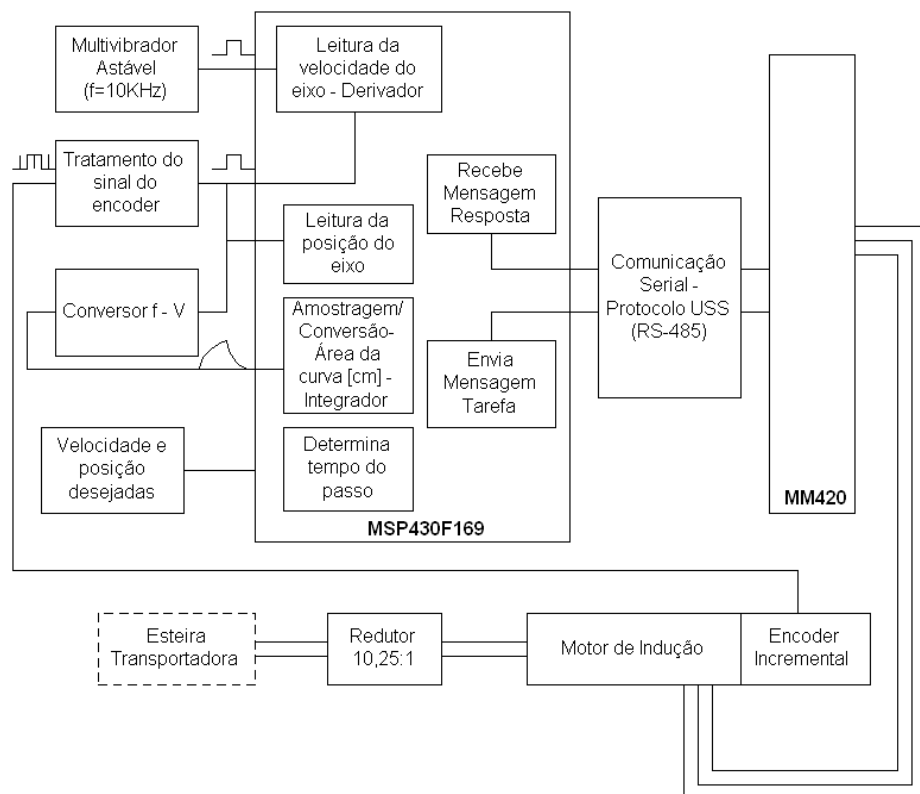 Multivibrador
Astável
(f=10KHz)
Leitura da
velocidade do
eixo - Derivador
Tratamento do
sinal do
encoder
Recebe
Mensagem
Resposta
Leitura da
posição do
eixo
Comunicação
Serial -
Protocolo USS
(RS-485)
Conversor f - V
Amostragem/
Conversão-
Área da
curva [cm] -
Integrador
Envia
Mensagem
Tarefa
Velocidade e
posição
desejadas
Determina
tempo do
passo
MM420
MSP430F169
Esteira
Transportadora
Redutor
10,25:1
Motor de Indução
Encoder
Incremental